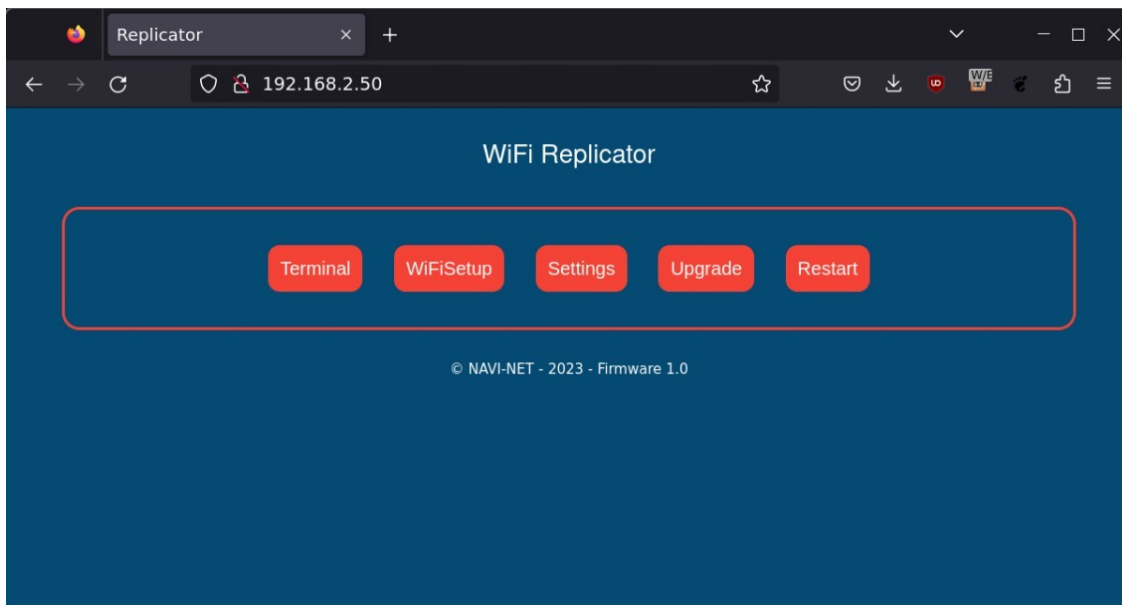 Replicator
192.168.2.50
WiFi Replicator
Terminal WiFiSetup Settings Upgrade Restart
© NAVI-NET - 2023 - Firmware 1.0